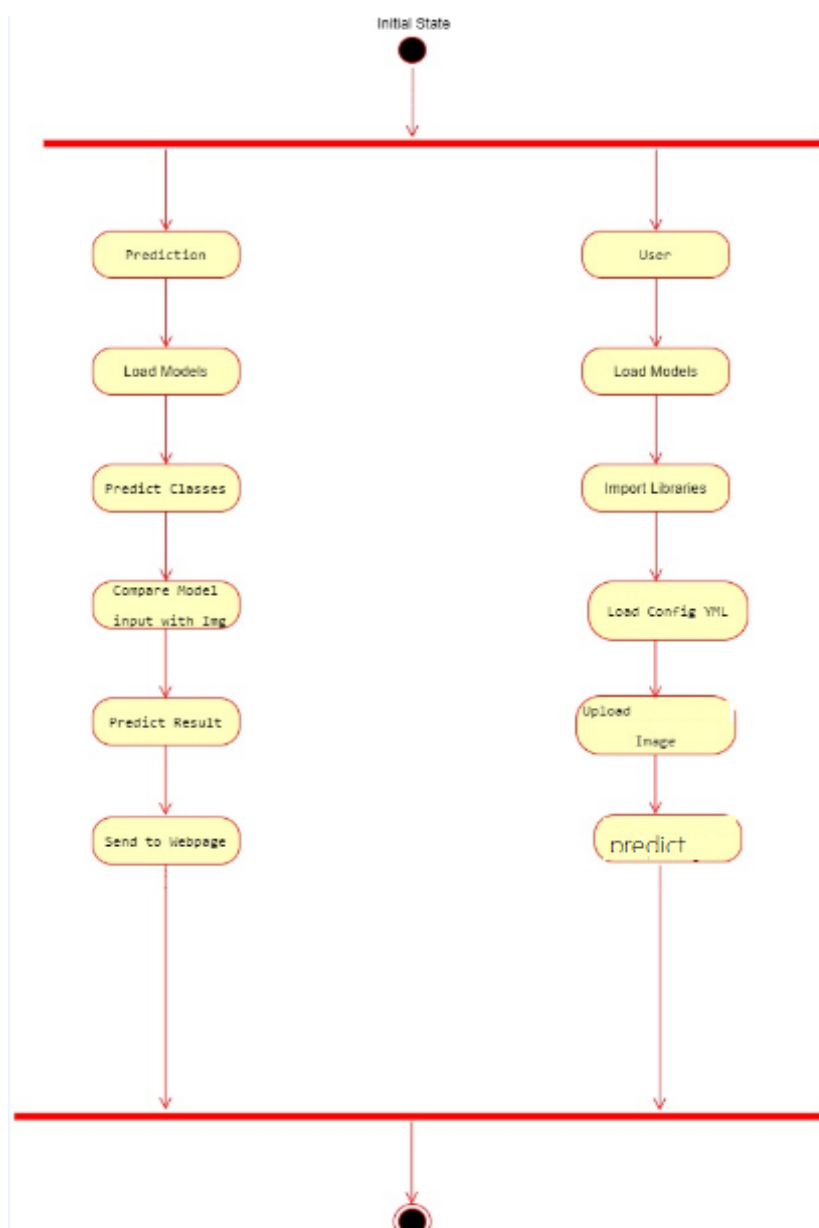 Initial State
Prediction
User
Load Models
Load Models
Predict Classes
Import Libraries
Compare Model
input with Img
Load Config YML
Predict Result
Upload
Image
Send to Webpage
predict